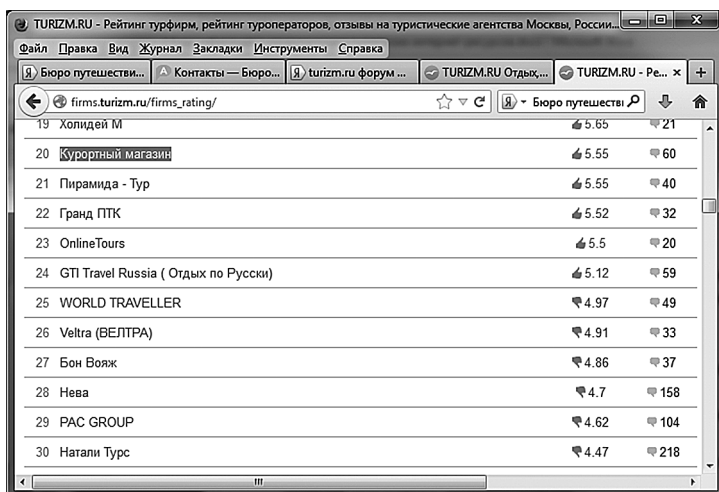 TURIZM.RU - Рейтинг турфирм, рейтинг туроператоров, отзывы на туристические агентства Москвы, России...
Файл Правка Вид Журнал Закладки Инструменты Справка
Бюро путешестви... Контакты — Бюро... turizm.ru форум ... TURIZM.RU Отдых,... TURIZM.RU - Ре...
firms.turizm.ru/firms_rating/ Бюро путешестві
19 Холидей М 5.65 21
20 Курортный магазин 5.55 60
21 Пирамида - Тур 5.55 40
22 Гранд ПТК 5.52 32
23 OnlineTours 5.5 20
24 GTI Travel Russia ( Отдых по Русски) 5.12 59
25 WORLD TRAVELLER 4.97 49
26 Veltra (ВЕЛТРА) 4.91 33
27 Бон Вояж 4.86 37
28 Нева 4.7 158
29 PAC GROUP 4.62 104
30 Натали Турс 4.47 218